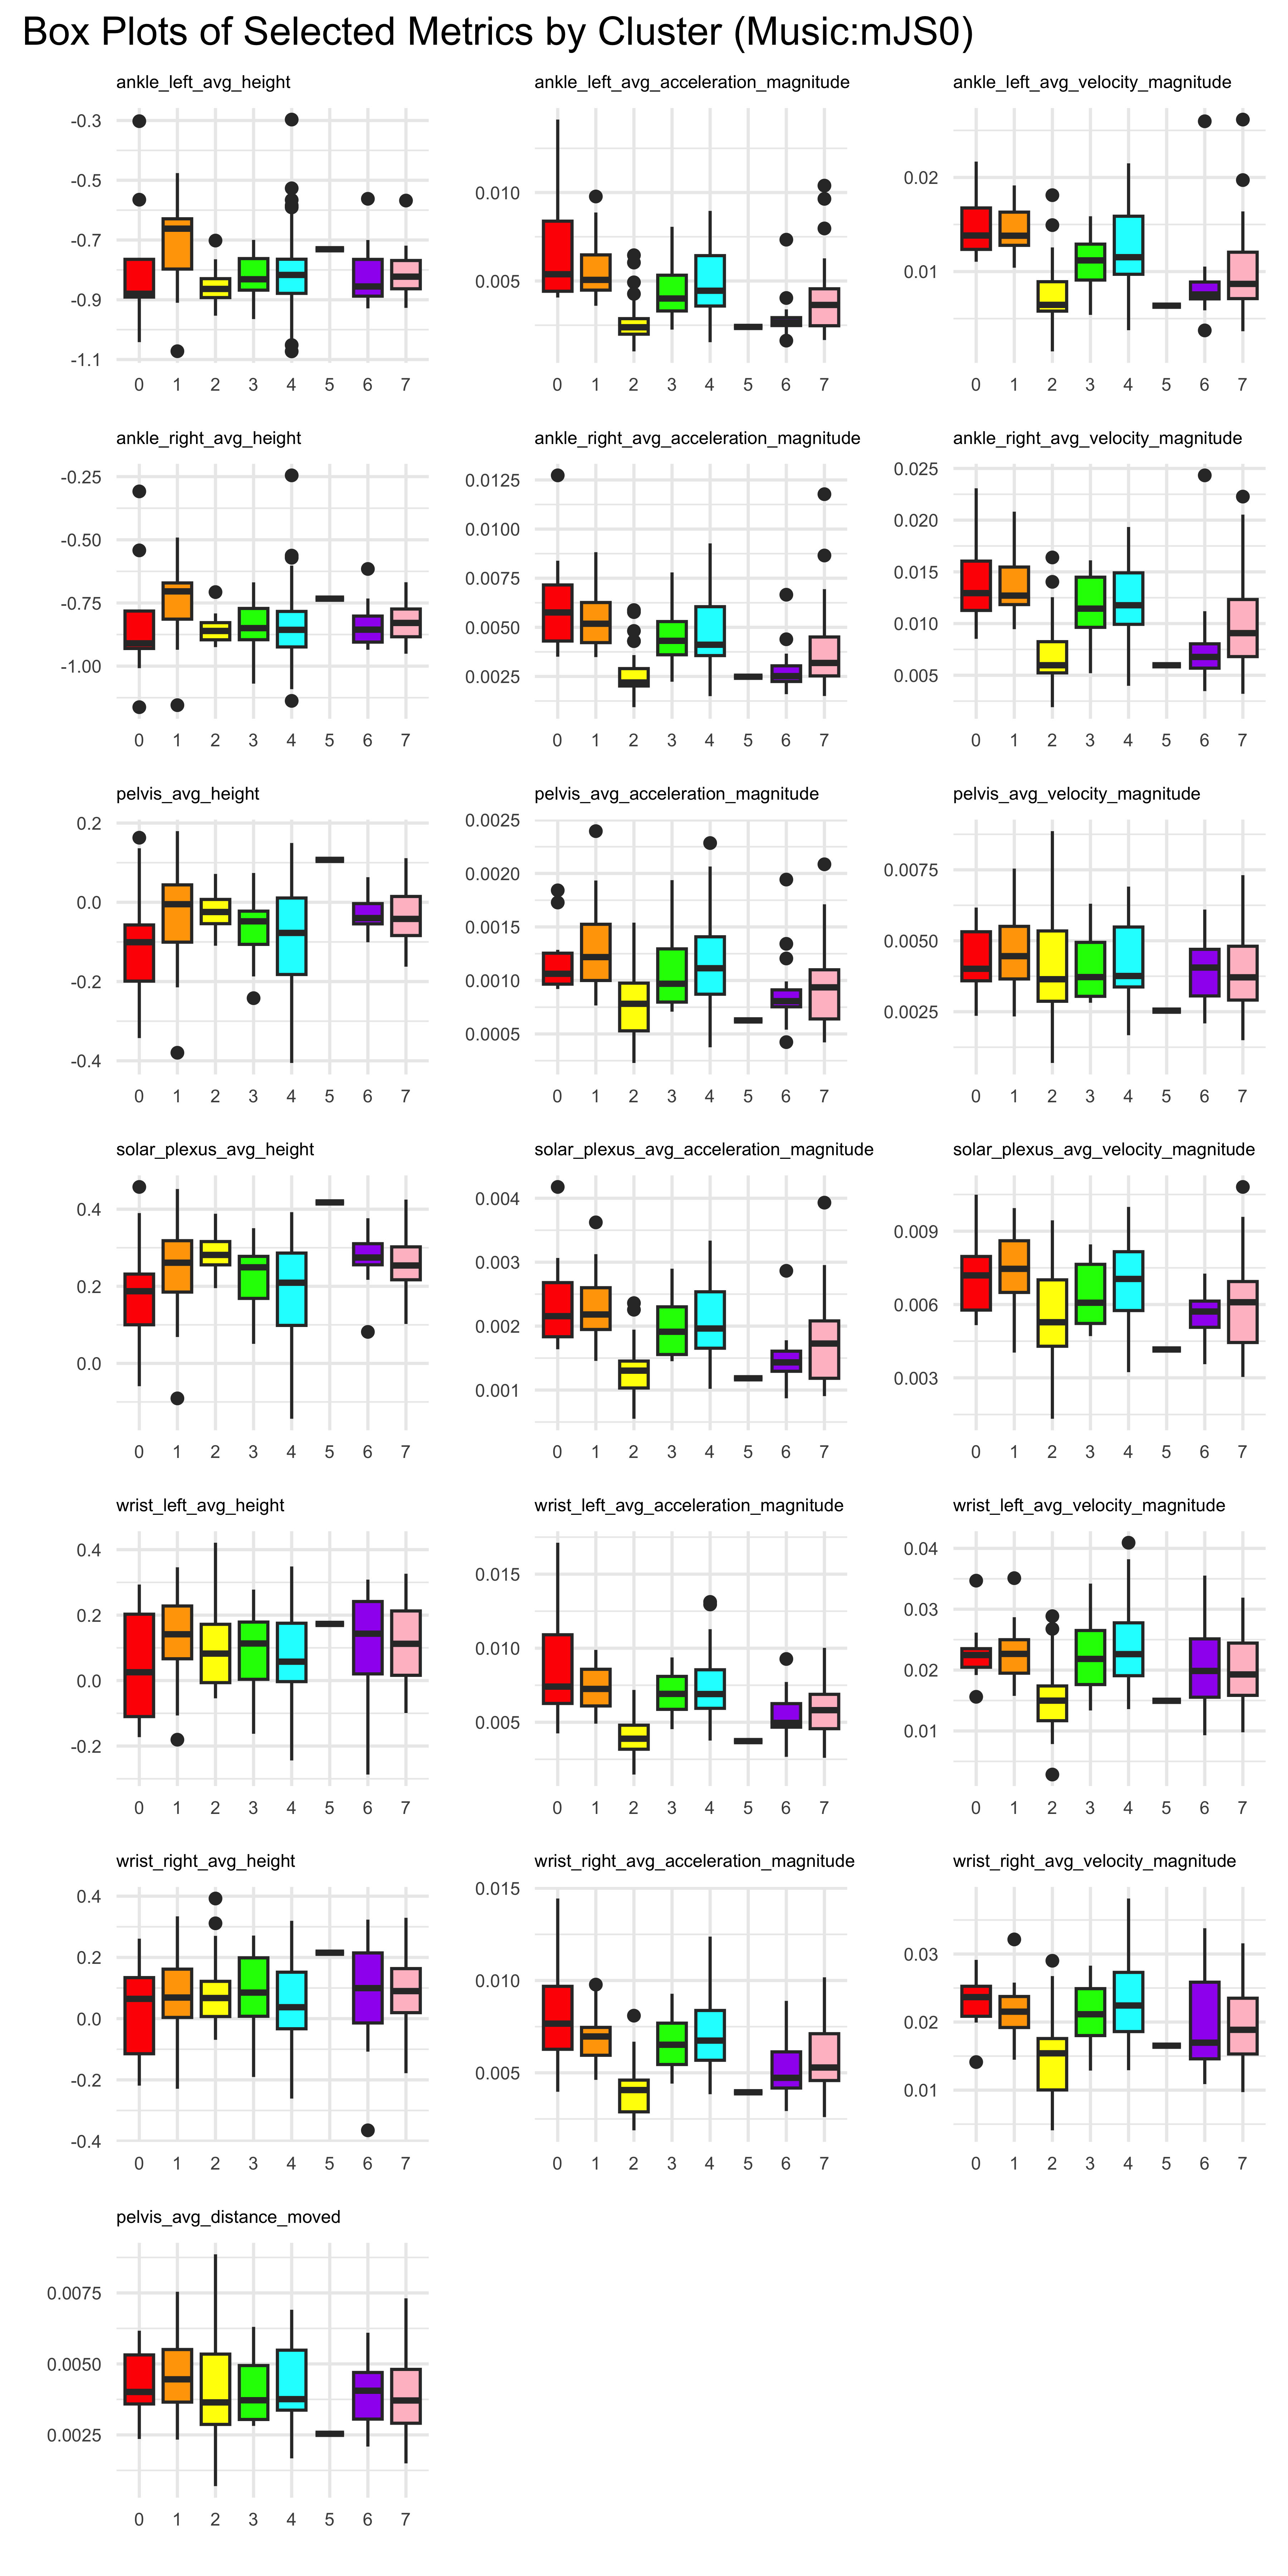 Box Plots of Selected Metrics by Cluster (Music:mJS0)
ankle_left_avg_height
-0.3
-0.5
-0.7
-0.9
-1.1
0 1 2 3 4 5 6 7
ankle_left_avg_acceleration_magnitude
0.010
0.005
0 1 2 3 4 5 6 7
ankle_left_avg_velocity_magnitude
0.02
0.01
0 1 2 3 4 5 6 7
ankle_right_avg_height
-0.25
-0.50
-0.75
-1.00
0 1 2 3 4 5 6 7
ankle_right_avg_acceleration_magnitude
0.0125
0.0100
0.0075
0.0050
0.0025
0 1 2 3 4 5 6 7
ankle_right_avg_velocity_magnitude
0.025
0.020
0.015
0.010
0.005
0 1 2 3 4 5 6 7
pelvis_avg_height
0.2
0.0
-0.2
-0.4
0 1 2 3 4 5 6 7
pelvis_avg_acceleration_magnitude
0.0025
0.0020
0.0015
0.0010
0.0005
0 1 2 3 4 5 6 7
pelvis_avg_velocity_magnitude
0.0075
0.0050
0.0025
0 1 2 3 4 5 6 7
solar_plexus_avg_height
0.4
0.2
0.0
0 1 2 3 4 5 6 7
solar_plexus_avg_acceleration_magnitude
0.004
0.003
0.002
0.001
0 1 2 3 4 5 6 7
solar_plexus_avg_velocity_magnitude
0.009
0.006
0.003
0 1 2 3 4 5 6 7
wrist_left_avg_height
0.4
0.2
0.0
-0.2
0 1 2 3 4 5 6 7
wrist_left_avg_acceleration_magnitude
0.015
0.010
0.005
0 1 2 3 4 5 6 7
wrist_left_avg_velocity_magnitude
0.04
0.03
0.02
0.01
0 1 2 3 4 5 6 7
wrist_right_avg_height
0.4
0.2
0.0
-0.2
-0.4
0 1 2 3 4 5 6 7
wrist_right_avg_acceleration_magnitude
0.015
0.010
0.005
0 1 2 3 4 5 6 7
wrist_right_avg_velocity_magnitude
0.03
0.02
0.01
0 1 2 3 4 5 6 7
pelvis_avg_distance_moved
0.0075
0.0050
0.0025
0 1 2 3 4 5 6 7